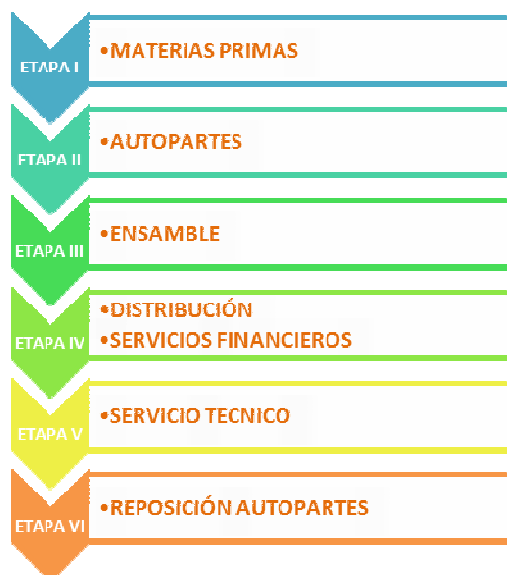 ETAPA I
•MATERIAS PRIMAS
ETAPA II
•AUTOPARTES
ETAPA III
•ENSAMBLE
ETAPA IV
•DISTRIBUCIÓN
•SERVICIOS FINANCIEROS
ETAPA V
•SERVICIO TECNICO
ETAPA VI
•REPOSICIÓN AUTOPARTES